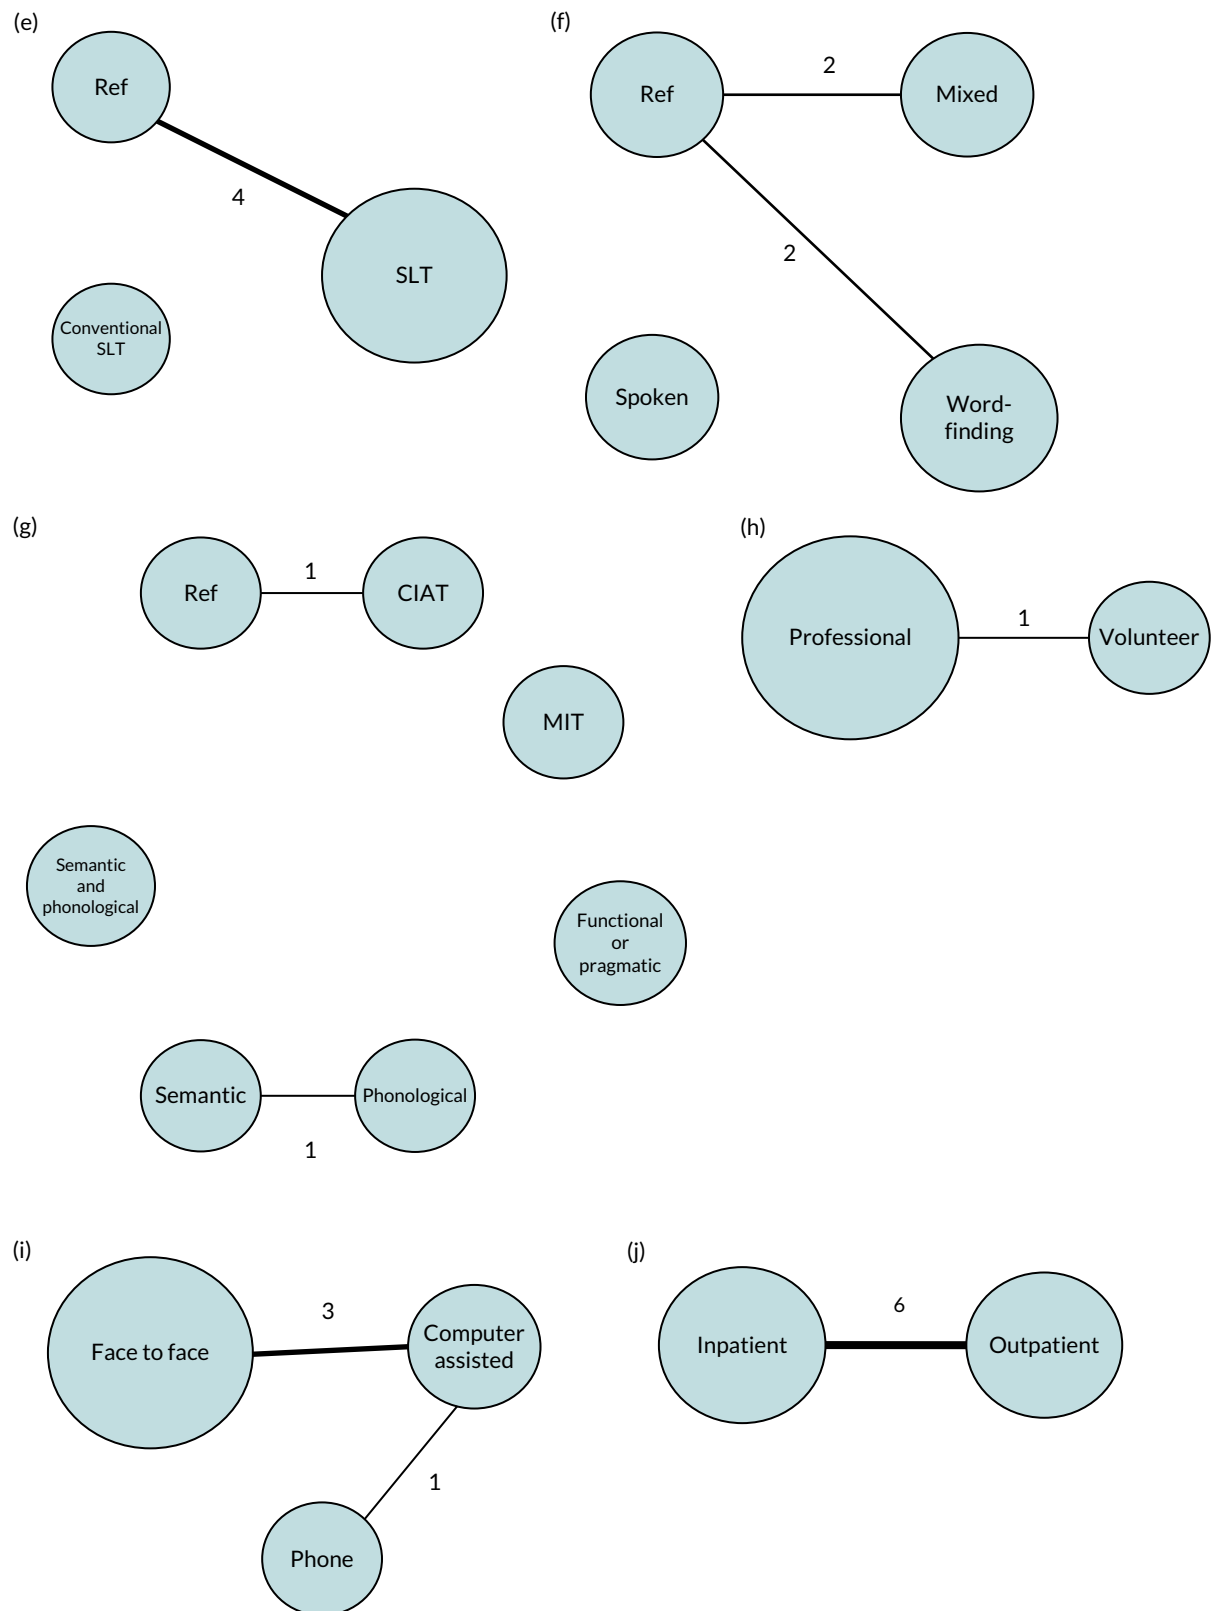 (e)
Ref
4
SLT
Conventional
SLT
(f)
Ref
2
Mixed
2
Spoken
Word-
finding
(g)
Ref
1
CIAT
MIT
Semantic
and
phonological
Functional
or
pragmatic
Semantic
1
Phonological
(h)
Professional
1
Volunteer
(i)
Face to face
3
Computer
assisted
1
Phone
(j)
Inpatient
6
Outpatient